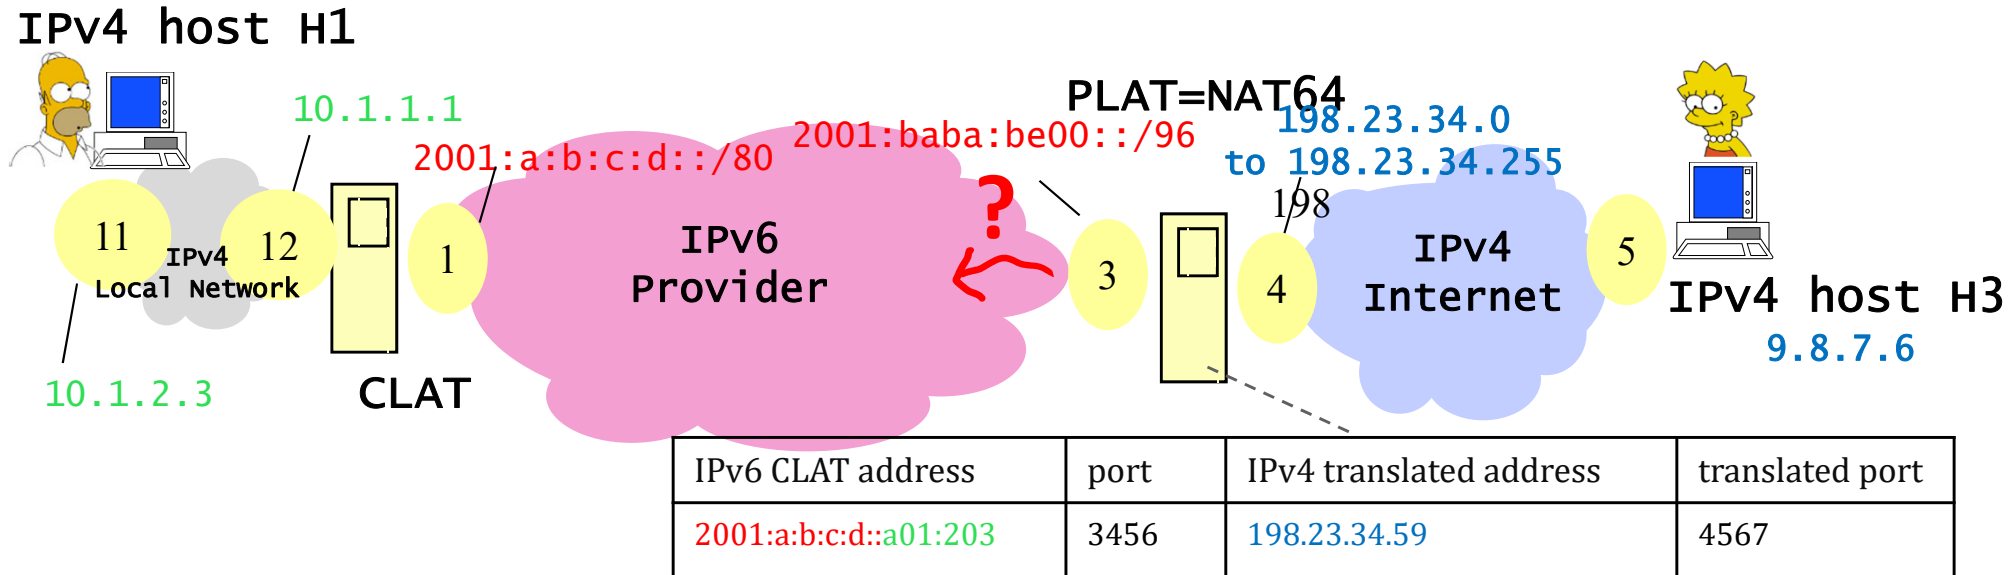 IPv4 host H1
PLAT=NAT64
10.1.1.1
198.23.34.0
to 198.23.34.255
2001:baba:be00::/96
2001:a:b:c:d::/80
198
?
11
12
1
3
4
5
IPv4
Local Network
IPv6
Provider
IPv4
Internet
IPv4 host H3
9.8.7.6
10.1.2.3
CLAT
IPv6 CLAT address port IPv4 translated address translated port
2001:a:b:c:d::a01:203 3456 198.23.34.59 4567